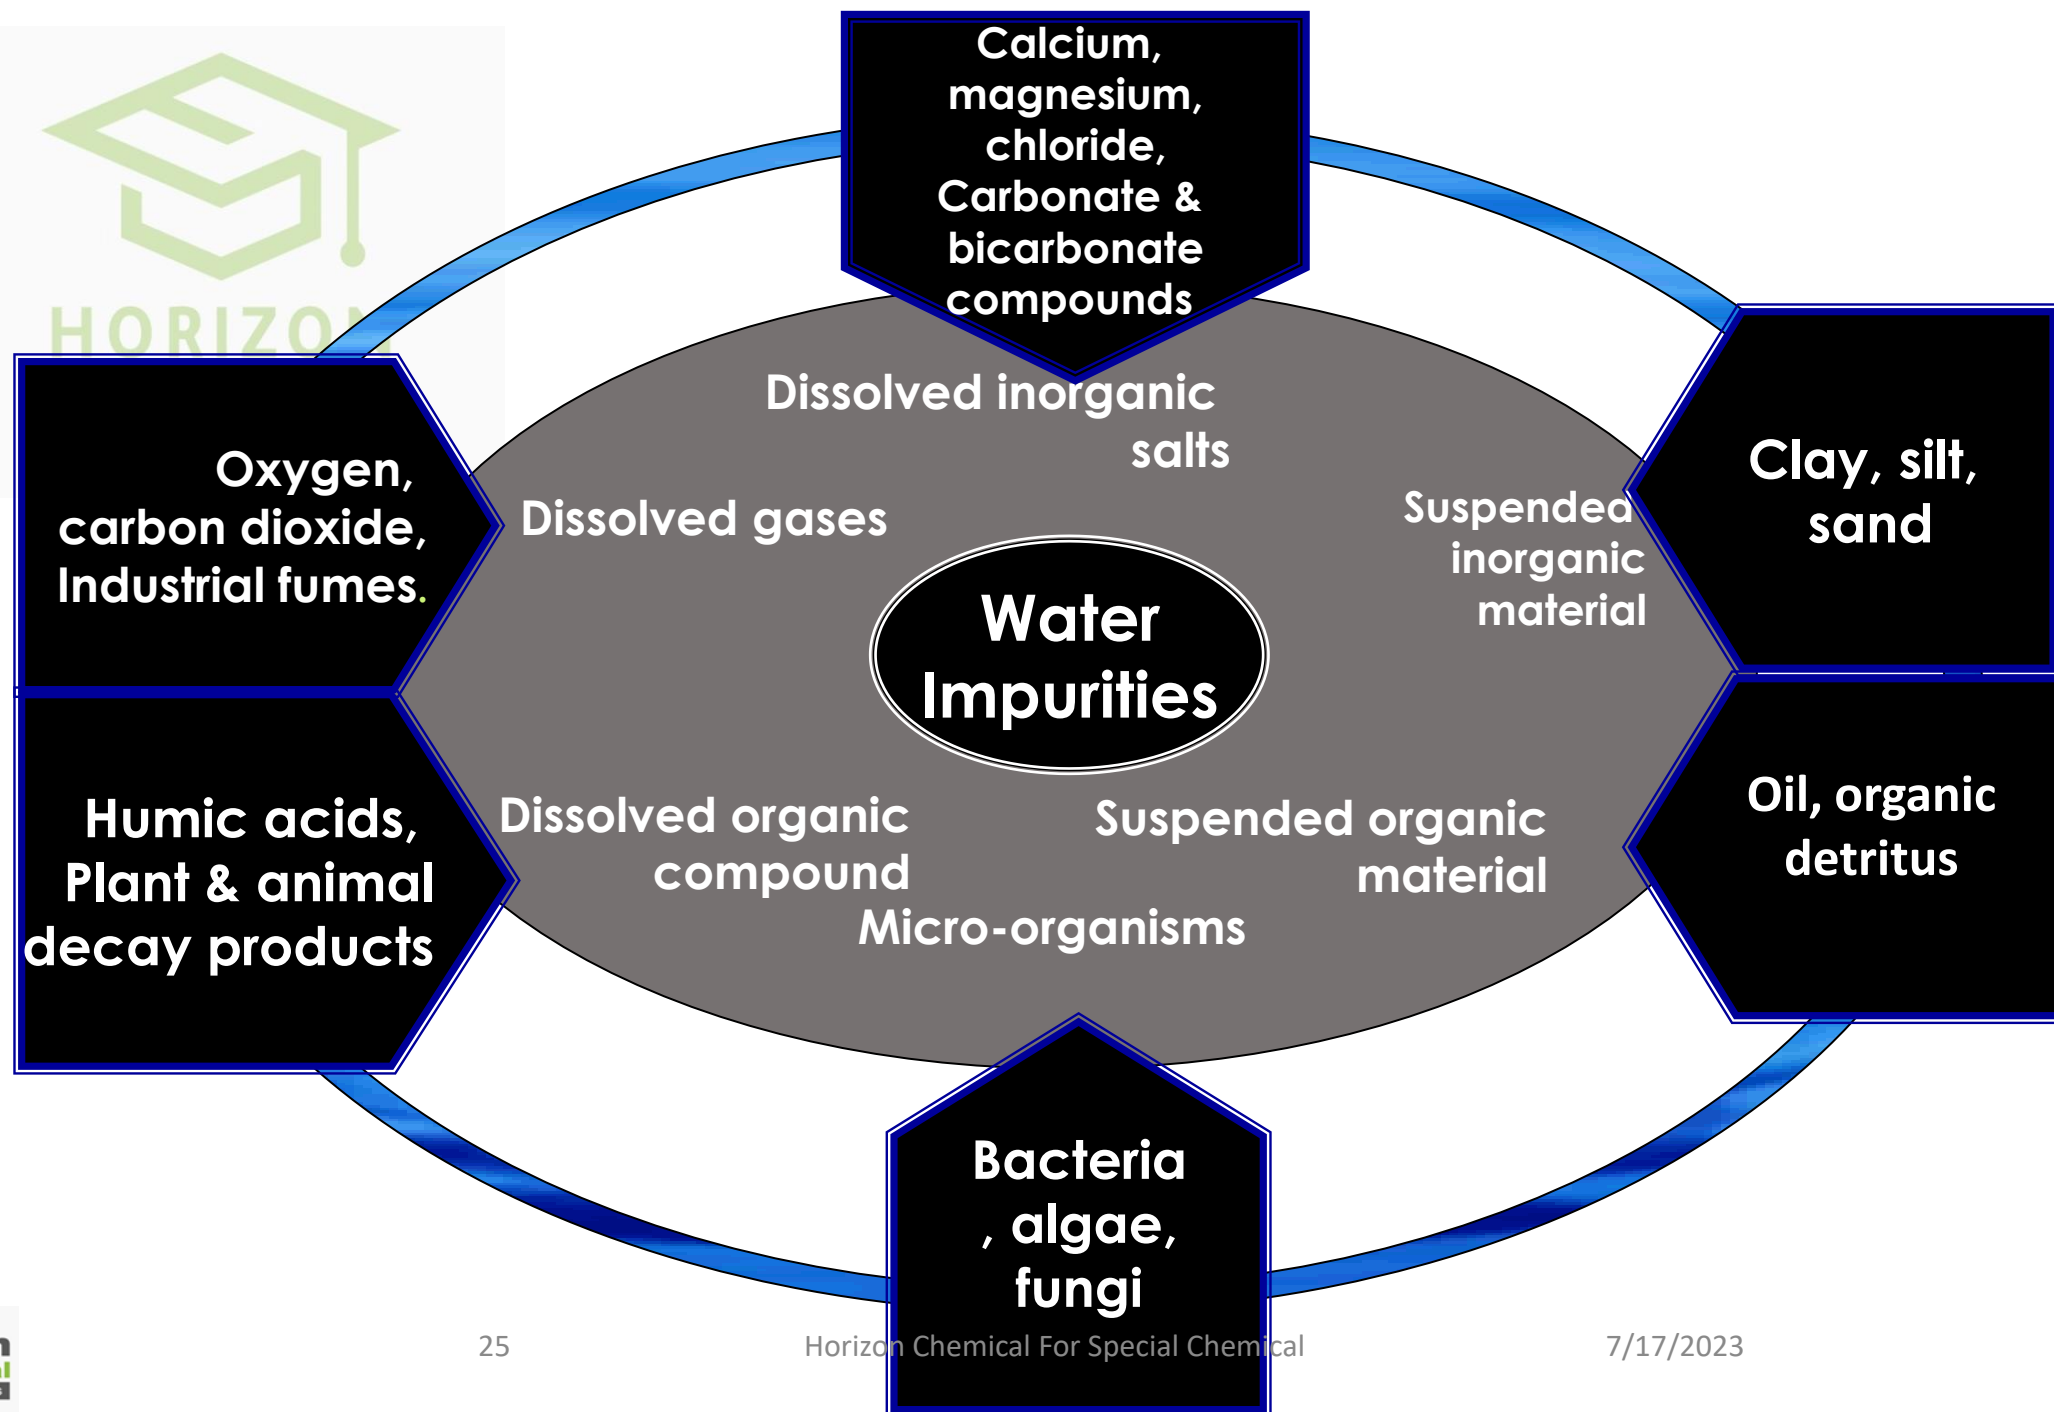 Calcium,
magnesium,
chloride,
Carbonate &
bicarbonate
compounds
HORIZON
Dissolved inorganic
salts
Oxygen,
carbon dioxide,
Industrial fumes.
Dissolved gases
Suspended
inorganic
material
Clay, silt,
sand
Water
Impurities
Humic acids,
Plant & animal
decay products
Dissolved organic
compound
Suspended organic
material
Oil, organic
detritus
Micro-organisms
Bacteria
, algae,
fungi
25
Horizon Chemical For Special Chemical
7/17/2023